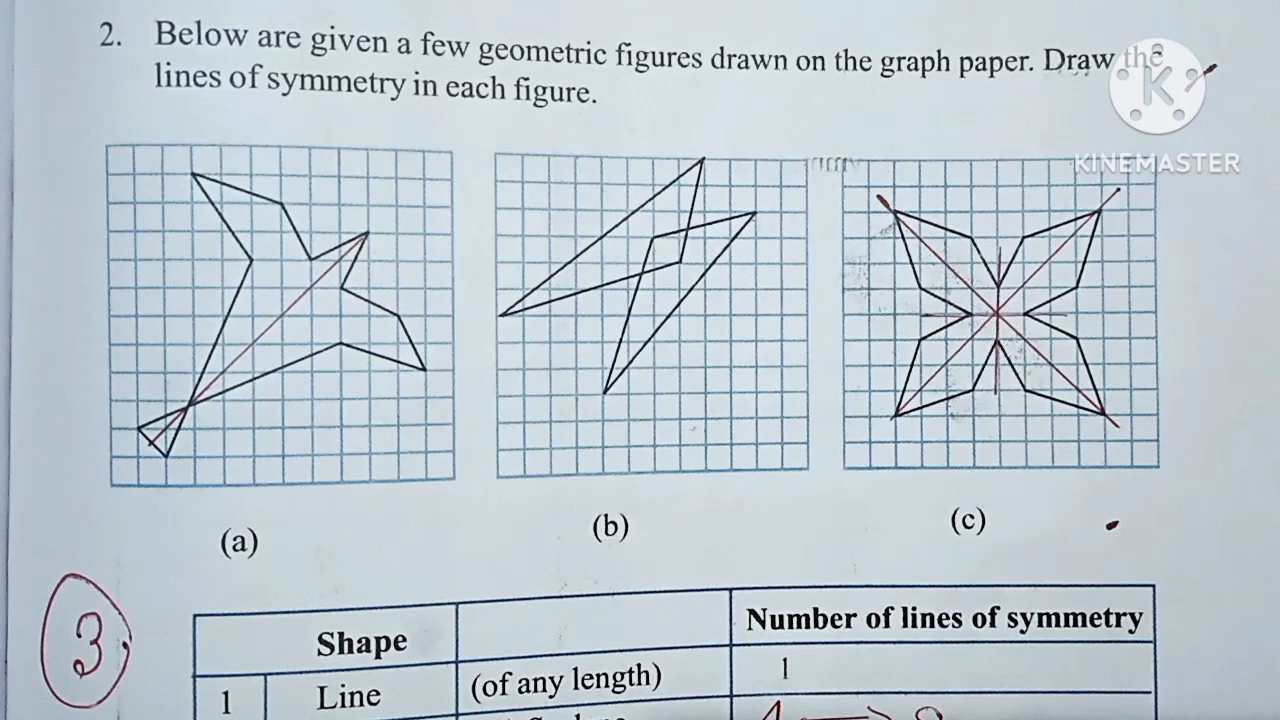 2. Below are given a few geometric figures drawn on the graph paper. Draw the
lines of symmetry in each figure.
K
KINEMASTER
(a)
(b)
(c)
3.
Shape
Number of lines of symmetry
1 Line (of any length) 1